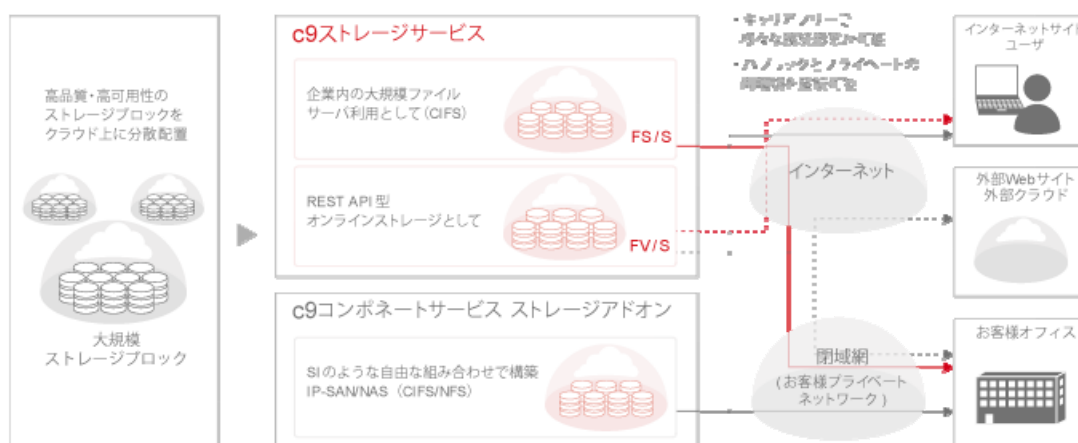 高品質・高可用性の
ストレージブロックを
クラウド上に分散配置
大規模
ストレージブロック
c9ストレージサービス
企業内の大規模ファイル
サーバ利用として(CIFS)
FS/S
REST API 型
オンラインストレージとして
FV/S
c9コンポネートサービス ストレージアドオン
SIのような自由な組み合わせで構築
IP-SAN/NAS（CIFS/NFS）
・キャリアフリーで
インターネット
閉域網
(お客様プライベート
ネットワーク)
インターネットサイド
ユーザ
外部Webサイト
外部クラウド
お客様オフィス